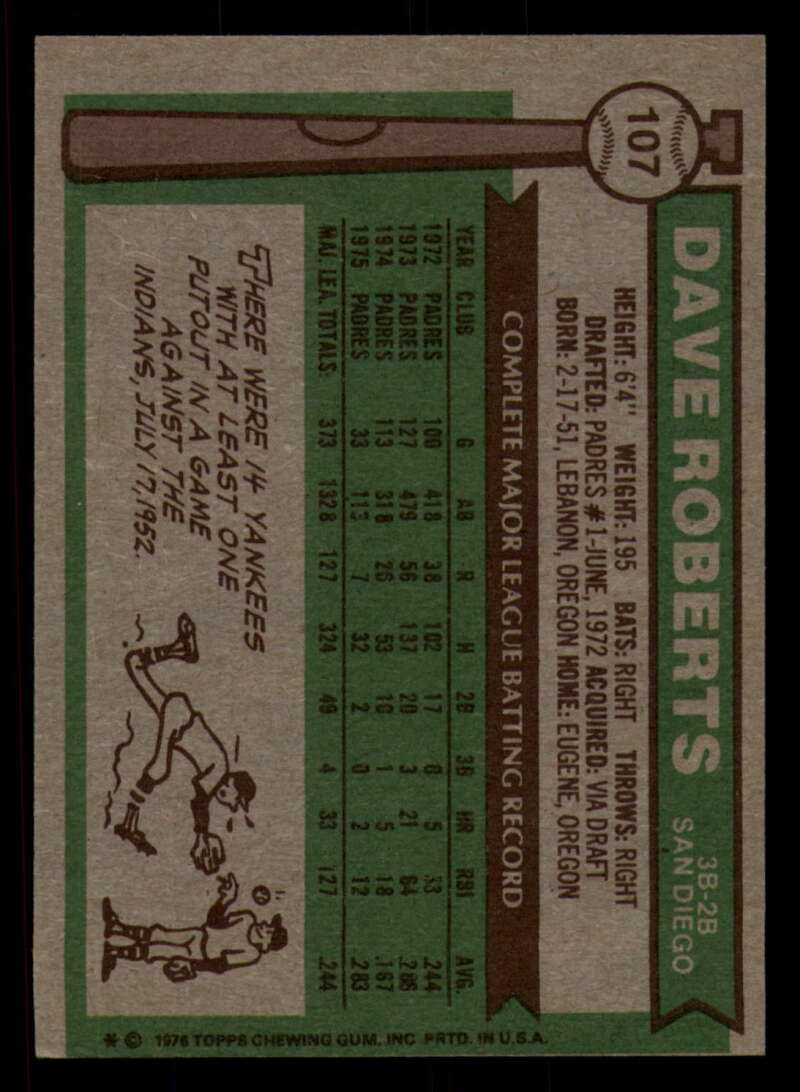 107
DAVE ROBERTS
3B-2B
SAN DIEGO
HEIGHT: 6'4" WEIGHT: 195 BATS: RIGHT THROWS: RIGHT
DRAFTED: PADRES #1-JUNE, 1972 ACQUIRED: VIA DRAFT
BORN: 2-17-51, LEBANON, OREGON HOME: EUGENE, OREGON
COMPLETE MAJOR LEAGUE BATTING RECORD
YEAR CLUB G AB R H 2B 3B HR RBI AVG.
1972 PADRES 100 418 38 102 17 0 5 33 .244
1973 PADRES 127 479 56 137 20 3 21 64 .286
1974 PADRES 113 318 26 53 10 1 5 18 .167
1975 PADRES 33 113 7 32 2 0 2 12 .283
MAJ. LEA. TOTALS 373 1328 127 324 49 4 33 127 .244
THERE WERE 14 YANKEES
WITH AT LEAST ONE
PUTOUT IN A GAME
AGAINST THE
INDIANS, JULY 17, 1952.
* © 1976 TOPPS CHEWING GUM, INC PRTD. IN U.S.A.